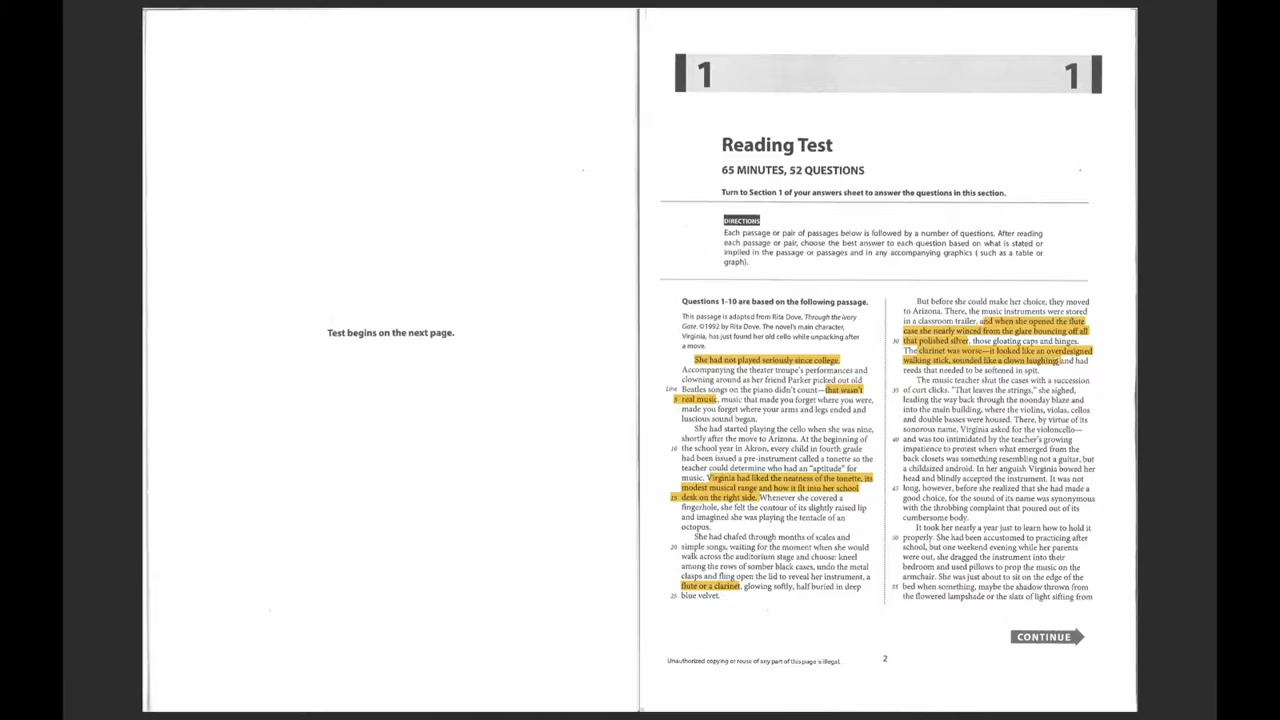 Test begins on the next page.
1
1
Reading Test
65 MINUTES, 52 QUESTIONS
Turn to Section 1 of your answers sheet to answer the questions in this section.
DIRECTIONS
Each passage or pair of passages below is followed by a number of questions. After reading
each passage or pair, choose the best answer to each question based on what is stated or
implied in the passage or passages and in any accompanying graphics ( such as a table or
graph).
Questions 1-10 are based on the following passage.
This passage is adapted from Rita Dove, Through the Ivory
Gate. ©1992 by Rita Dove. The novel's main character,
Virginia, has just found her old cello while unpacking after
a move.
She had not played seriously since college.
Accompanying the theater troupe's performances and
clowning around as her friend Parker picked out old
Line Beatles songs on the piano didn't count—that wasn't
5 real music, music that made you forget where you were,
made you forget where your arms and legs ended and
luscious sound began.
She had started playing the cello when she was nine,
shortly after the move to Arizona. At the beginning of
10 the school year in Akron, every child in fourth grade
had been issued a pre-instrument called a tonette so the
teacher could determine who had an "aptitude" for
music. Virginia had liked the neatness of the tonette, its
modest musical range and how it fit into her school
15 desk on the right side. Whenever she covered a
fingerhole, she felt the contour of its slightly raised lip
and imagined she was playing the tentacle of an
octopus.
She had chafed through months of scales and
20 simple songs, waiting for the moment when she would
walk across the auditorium stage and choose: kneel
among the rows of somber black cases, undo the metal
clasps and fling open the lid to reveal her instrument, a
flute or a clarinet, glowing softly, half buried in deep
25 blue velvet.
But before she could make her choice, they moved
to Arizona. There, the music instruments were stored
in a classroom trailer, and when she opened the flute
case she nearly winced from the glare bouncing off all
30 that polished silver, those gloating caps and hinges.
The clarinet was worse—it looked like an overdesigned
walking stick, sounded like a clown laughing and had
reeds that needed to be softened in spit.
The music teacher shut the cases with a succession
35 of curt clicks. "That leaves the strings," she sighed,
leading the way back through the noonday blaze and
into the main building, where the violins, violas, cellos
and double basses were housed. There, by virtue of its
sonorous name, Virginia asked for the violoncello—
40 and was too intimidated by the teacher's growing
impatience to protest when what emerged from the
back closets was something resembling not a guitar, but
a childsized android. In her anguish Virginia bowed her
head and blindly accepted the instrument. It was not
45 long, however, before she realized that she had made a
good choice, for the sound of its name was synonymous
with the throbbing complaint that poured out of its
cumbersome body.
It took her nearly a year just to learn how to hold it
50 properly. She had been accustomed to practicing after
school, but one weekend evening while her parents
were out, she dragged the instrument into their
bedroom and used pillows to prop the music on the
armchair. She was just about to sit on the edge of the
55 bed when something, maybe the shadow thrown from
the flowered lampshade or the slats of light sifting from
CONTINUE
Unauthorized copying or reuse of any part of this page is illegal.
2